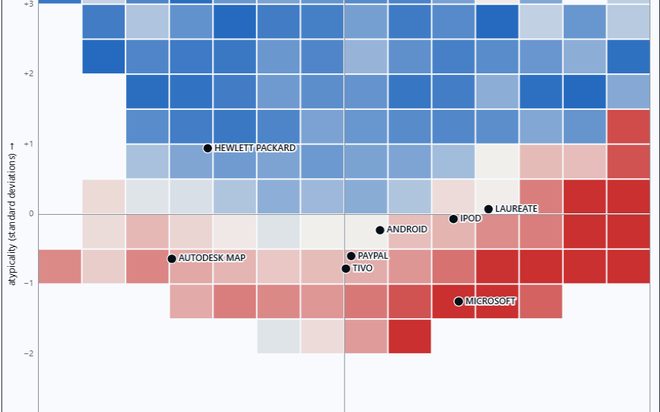 +3
+2
+1
HEWLETT PACKARD
0
LAUREATE
IPOD
ANDROID
AUTODESK MAP
PAYPAL
TIVO
−1
MICROSOFT
−2
atypicality (standard deviations) →